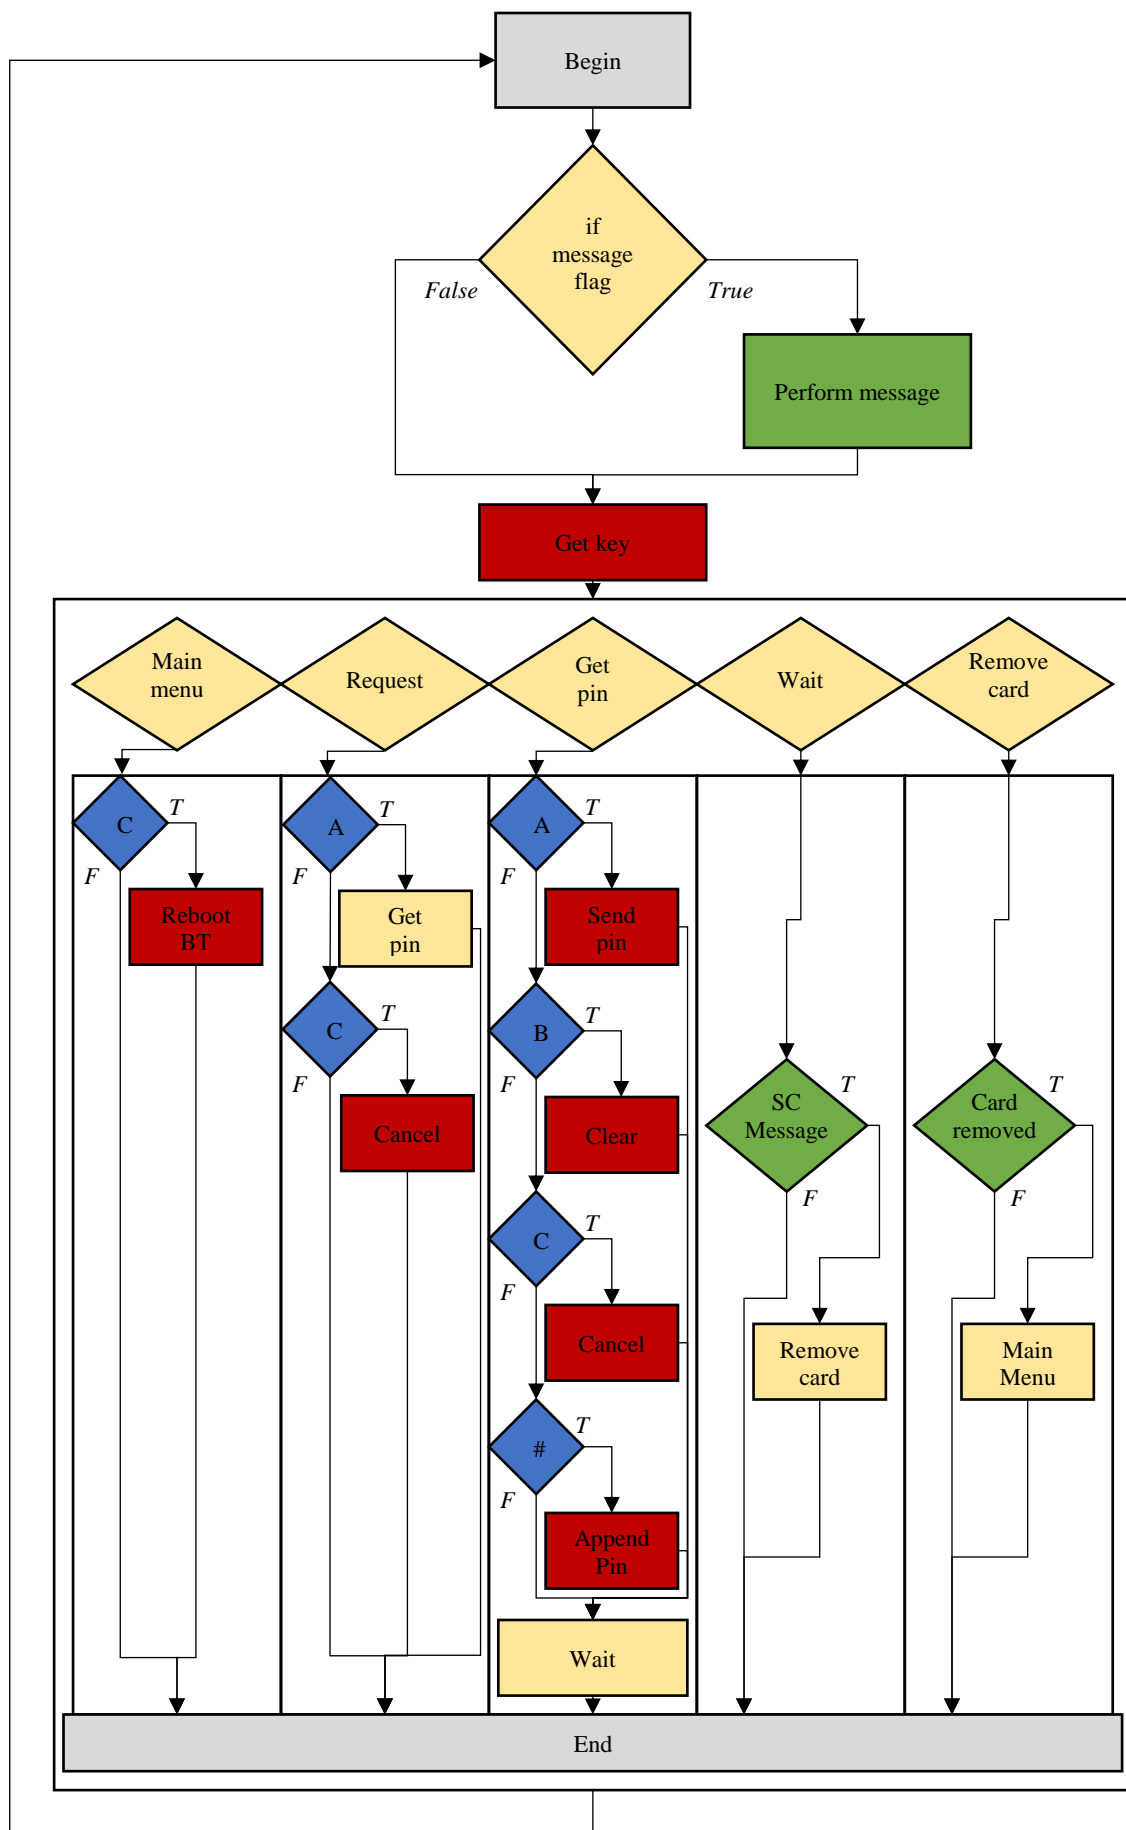 Begin
if
message
flag
False
True
Perform message
Get key
Main
menu
Request
Get
pin
Wait
Remove
card
C
T
F
Reboot
BT
A
T
F
Get
pin
C
T
F
Cancel
A
T
F
Send
pin
B
T
F
Clear
C
T
F
Cancel
#
T
F
Append
Pin
Wait
SC
Message
T
F
Remove
card
Card
removed
T
F
Main
Menu
End